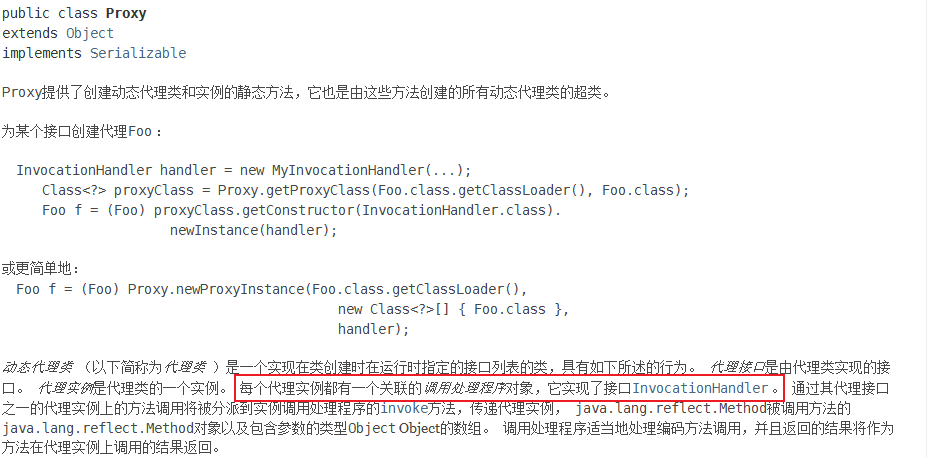 public class Proxy
extends Object
implements Serializable
Proxy提供了创建动态代理类和实例的静态方法，它也是由这些方法创建的所有动态代理类的超类。
为某个接口创建代理Foo ：
InvocationHandler handler = new MyInvocationHandler(...);
Class<?> proxyClass = Proxy.getProxyClass(Foo.class.getClassLoader(), Foo.class);
Foo f = (Foo) proxyClass.getConstructor(InvocationHandler.class).
newInstance(handler);
或更简单地：
Foo f = (Foo) Proxy.newProxyInstance(Foo.class.getClassLoader(),
new Class<?>[] { Foo.class },
handler);
动态代理类 （以下简称为代理类 ）是一个实现在类创建时在运行时指定的接口列表的类，具有如下所述的行为。 代理接口是由代理类实现的接
口。 代理实例是代理类的一个实例。 每个代理实例都有一个关联的调用处理程序对象，它实现了接口InvocationHandler 。 通过其代理接口
之一的代理实例上的方法调用将被分派到实例调用处理程序的invoke方法，传递代理实例， java.lang.reflect.Method被调用方法的
java.lang.reflect.Method对象以及包含参数的类型Object Object的数组。 调用处理程序适当地处理编码方法调用，并且返回的结果将作为
方法在代理实例上调用的结果返回。